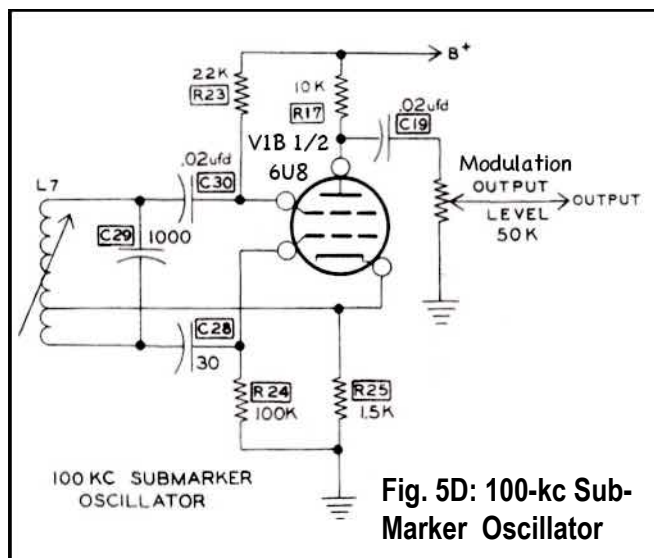 B+
22K
R23
10K
R17
.02ufd
C19
V1B 1/2
6U8
.02ufd
C30
L7
C29
1000
Modulation
OUTPUT
LEVEL
50K
OUTPUT
C28
30
R24
100K
R25
1.5K
100 KC SUBMARKER
OSCILLATOR
Fig. 5D: 100-kc Sub-
Marker Oscillator